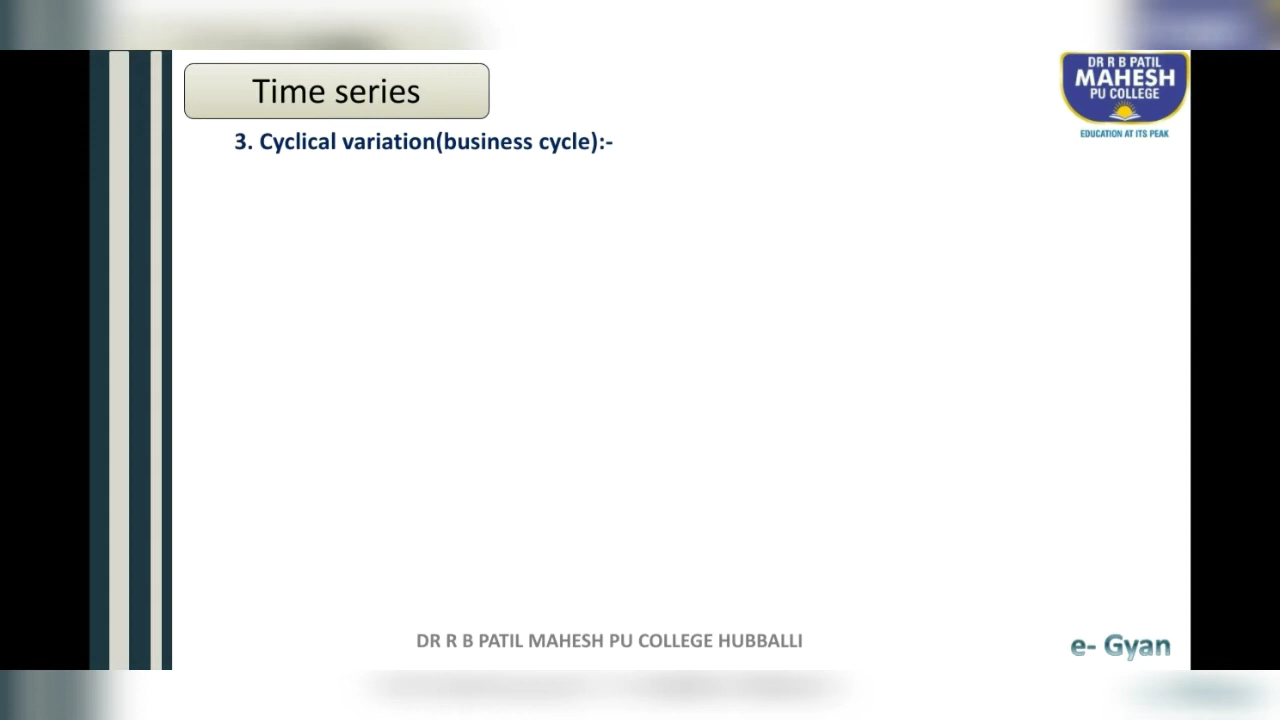 Time series
DR R B PATIL
MAHESH
PU COLLEGE
EDUCATION AT ITS PEAK
3. Cyclical variation(business cycle):-
DR R B PATIL MAHESH PU COLLEGE HUBBALLI
e- Gyan